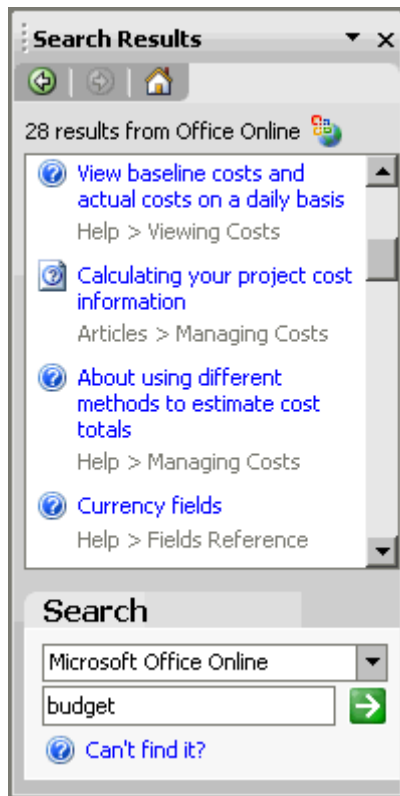 Search Results
28 results from Office Online
View baseline costs and
actual costs on a daily basis
Help > Viewing Costs
Calculating your project cost
information
Articles > Managing Costs
About using different
methods to estimate cost
totals
Help > Managing Costs
Currency fields
Help > Fields Reference
Search
Microsoft Office Online
budget
Can't find it?